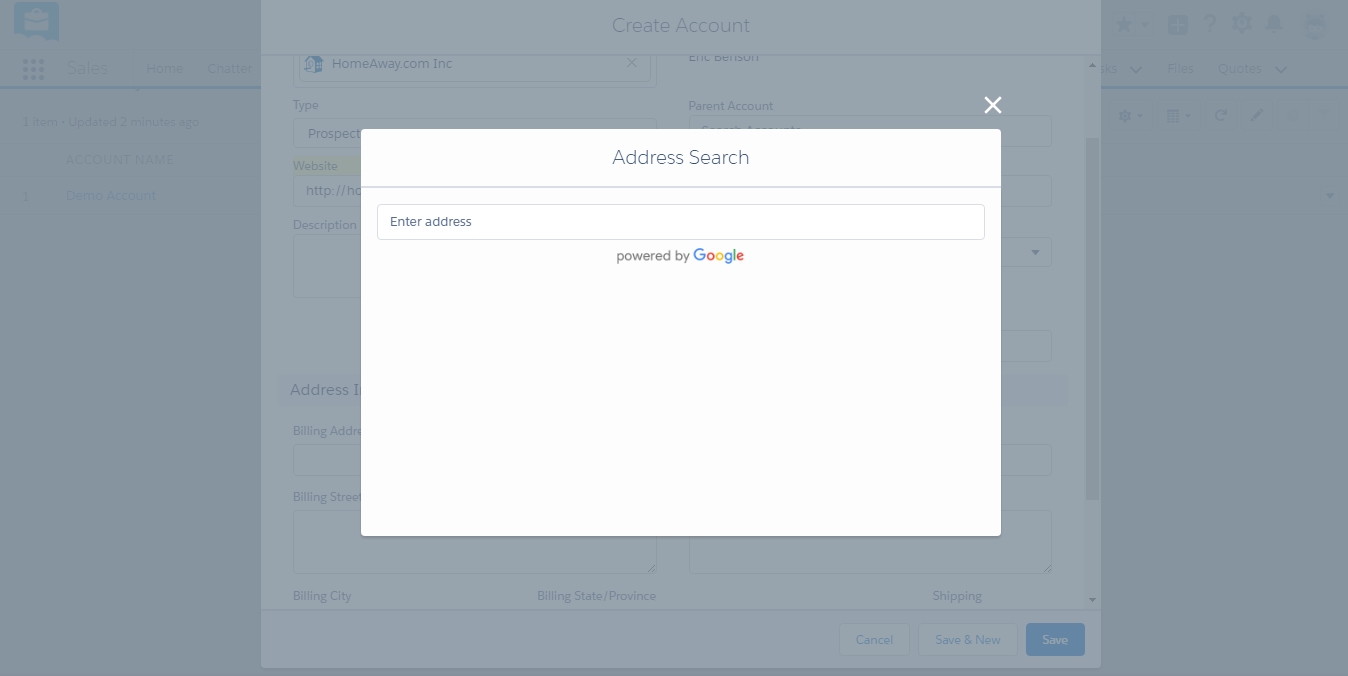 Create Account
Sales Home Chatter Files Quotes
HomeAway.com Inc
Eric Benson
1 item • Updated 2 minutes ago
Type
Parent Account
Prospect
Search Accounts
Address Search
ACCOUNT NAME
Website
1 Demo Account
http://ho
Enter address
Description
powered by Google
Address I
Billing Addre
Billing Street
Billing City Billing State/Province Shipping
Cancel Save & New Save